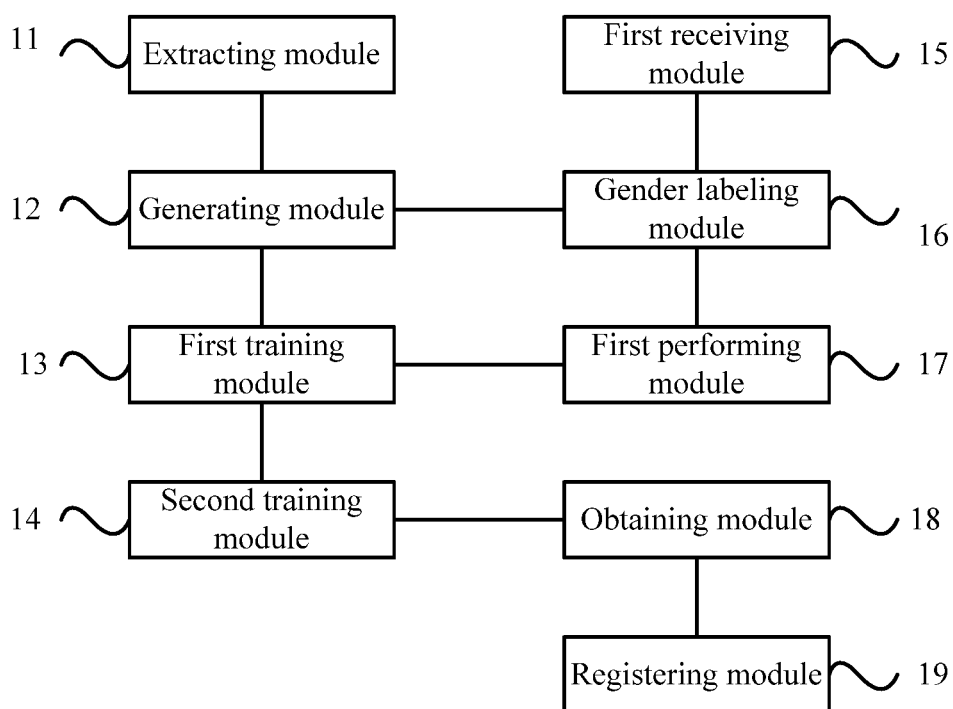 11
Extracting module
First receiving
module
15
12
Generating module
Gender labeling
module
16
13
First training
module
First performing
module
17
14
Second training
module
Obtaining module
18
Registering module
19